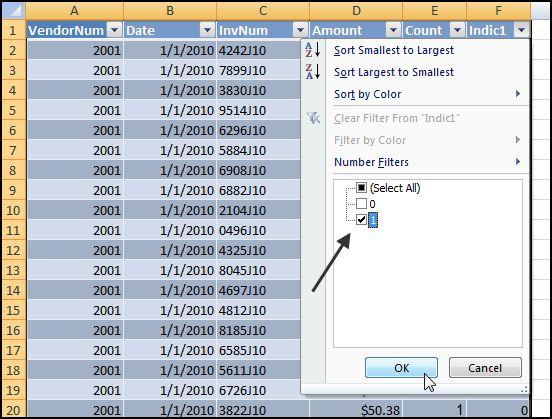 A B C D E F
1 VendorNum Date InvNum Amount Count Indic1
2 2001 1/1/2010 4242J10
3 2001 1/1/2010 7899J10
4 2001 1/1/2010 3830J10
5 2001 1/1/2010 9514J10
6 2001 1/1/2010 6296J10
7 2001 1/1/2010 5884J10
8 2001 1/1/2010 6908J10
9 2001 1/1/2010 6882J10
10 2001 1/1/2010 2104J10
11 2001 1/1/2010 0496J10
12 2001 1/1/2010 4325J10
13 2001 1/1/2010 8045J10
14 2001 1/1/2010 4697J10
15 2001 1/1/2010 4812J10
16 2001 1/1/2010 8185J10
17 2001 1/1/2010 6585J10
18 2001 1/1/2010 5611J10
19 2001 1/1/2010 6726J10
20 2001 1/1/2010 3822J10 $50.38 1 0
A Z Sort Smallest to Largest
Z A Sort Largest to Smallest
Sort by Color
Clear Filter From "Indic1"
Filter by Color
Number Filters
(Select All)
0
1
OK Cancel